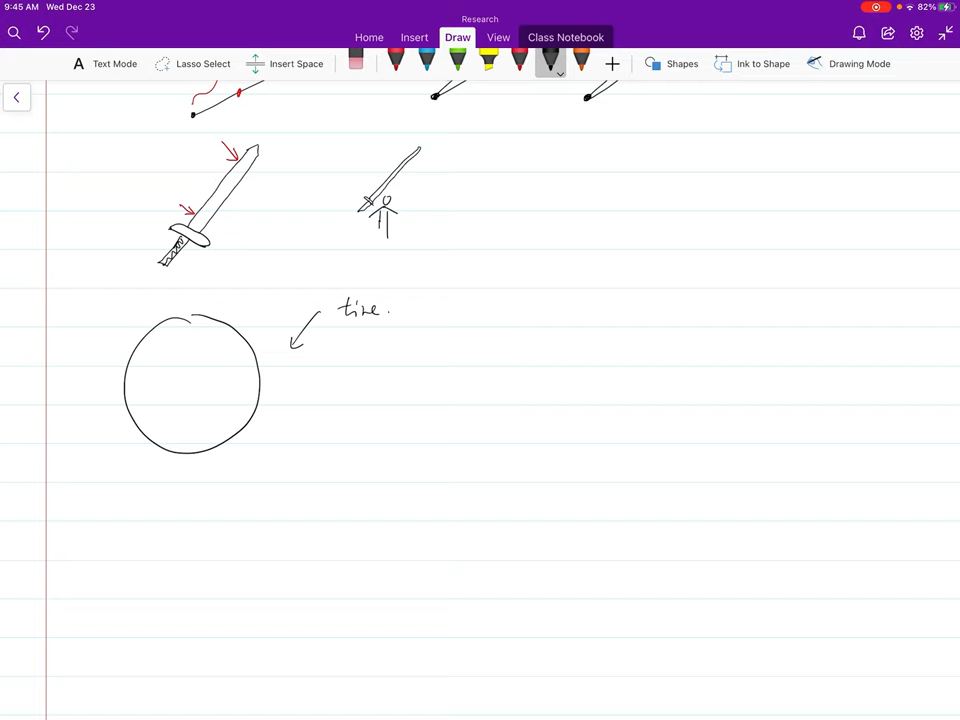 9:45 AM Wed Dec 23
82%
Research
Home Insert Draw View Class Notebook
Text Mode Lasso Select Insert Space Shapes Ink to Shape Drawing Mode
tire.